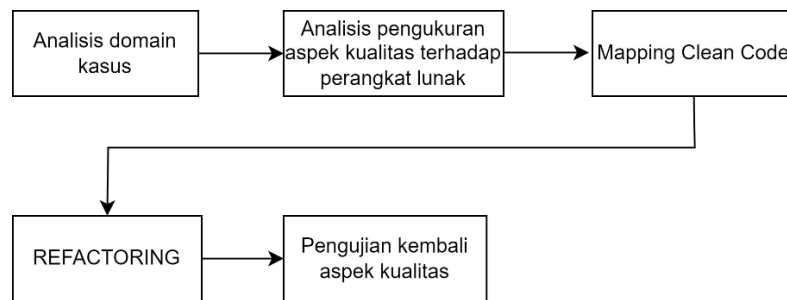 Analisis domain
kasus
Analisis pengukuran
aspek kualitas terhadap
perangkat lunak
Mapping Clean Code
REFACTORING
Pengujian kembali
aspek kualitas